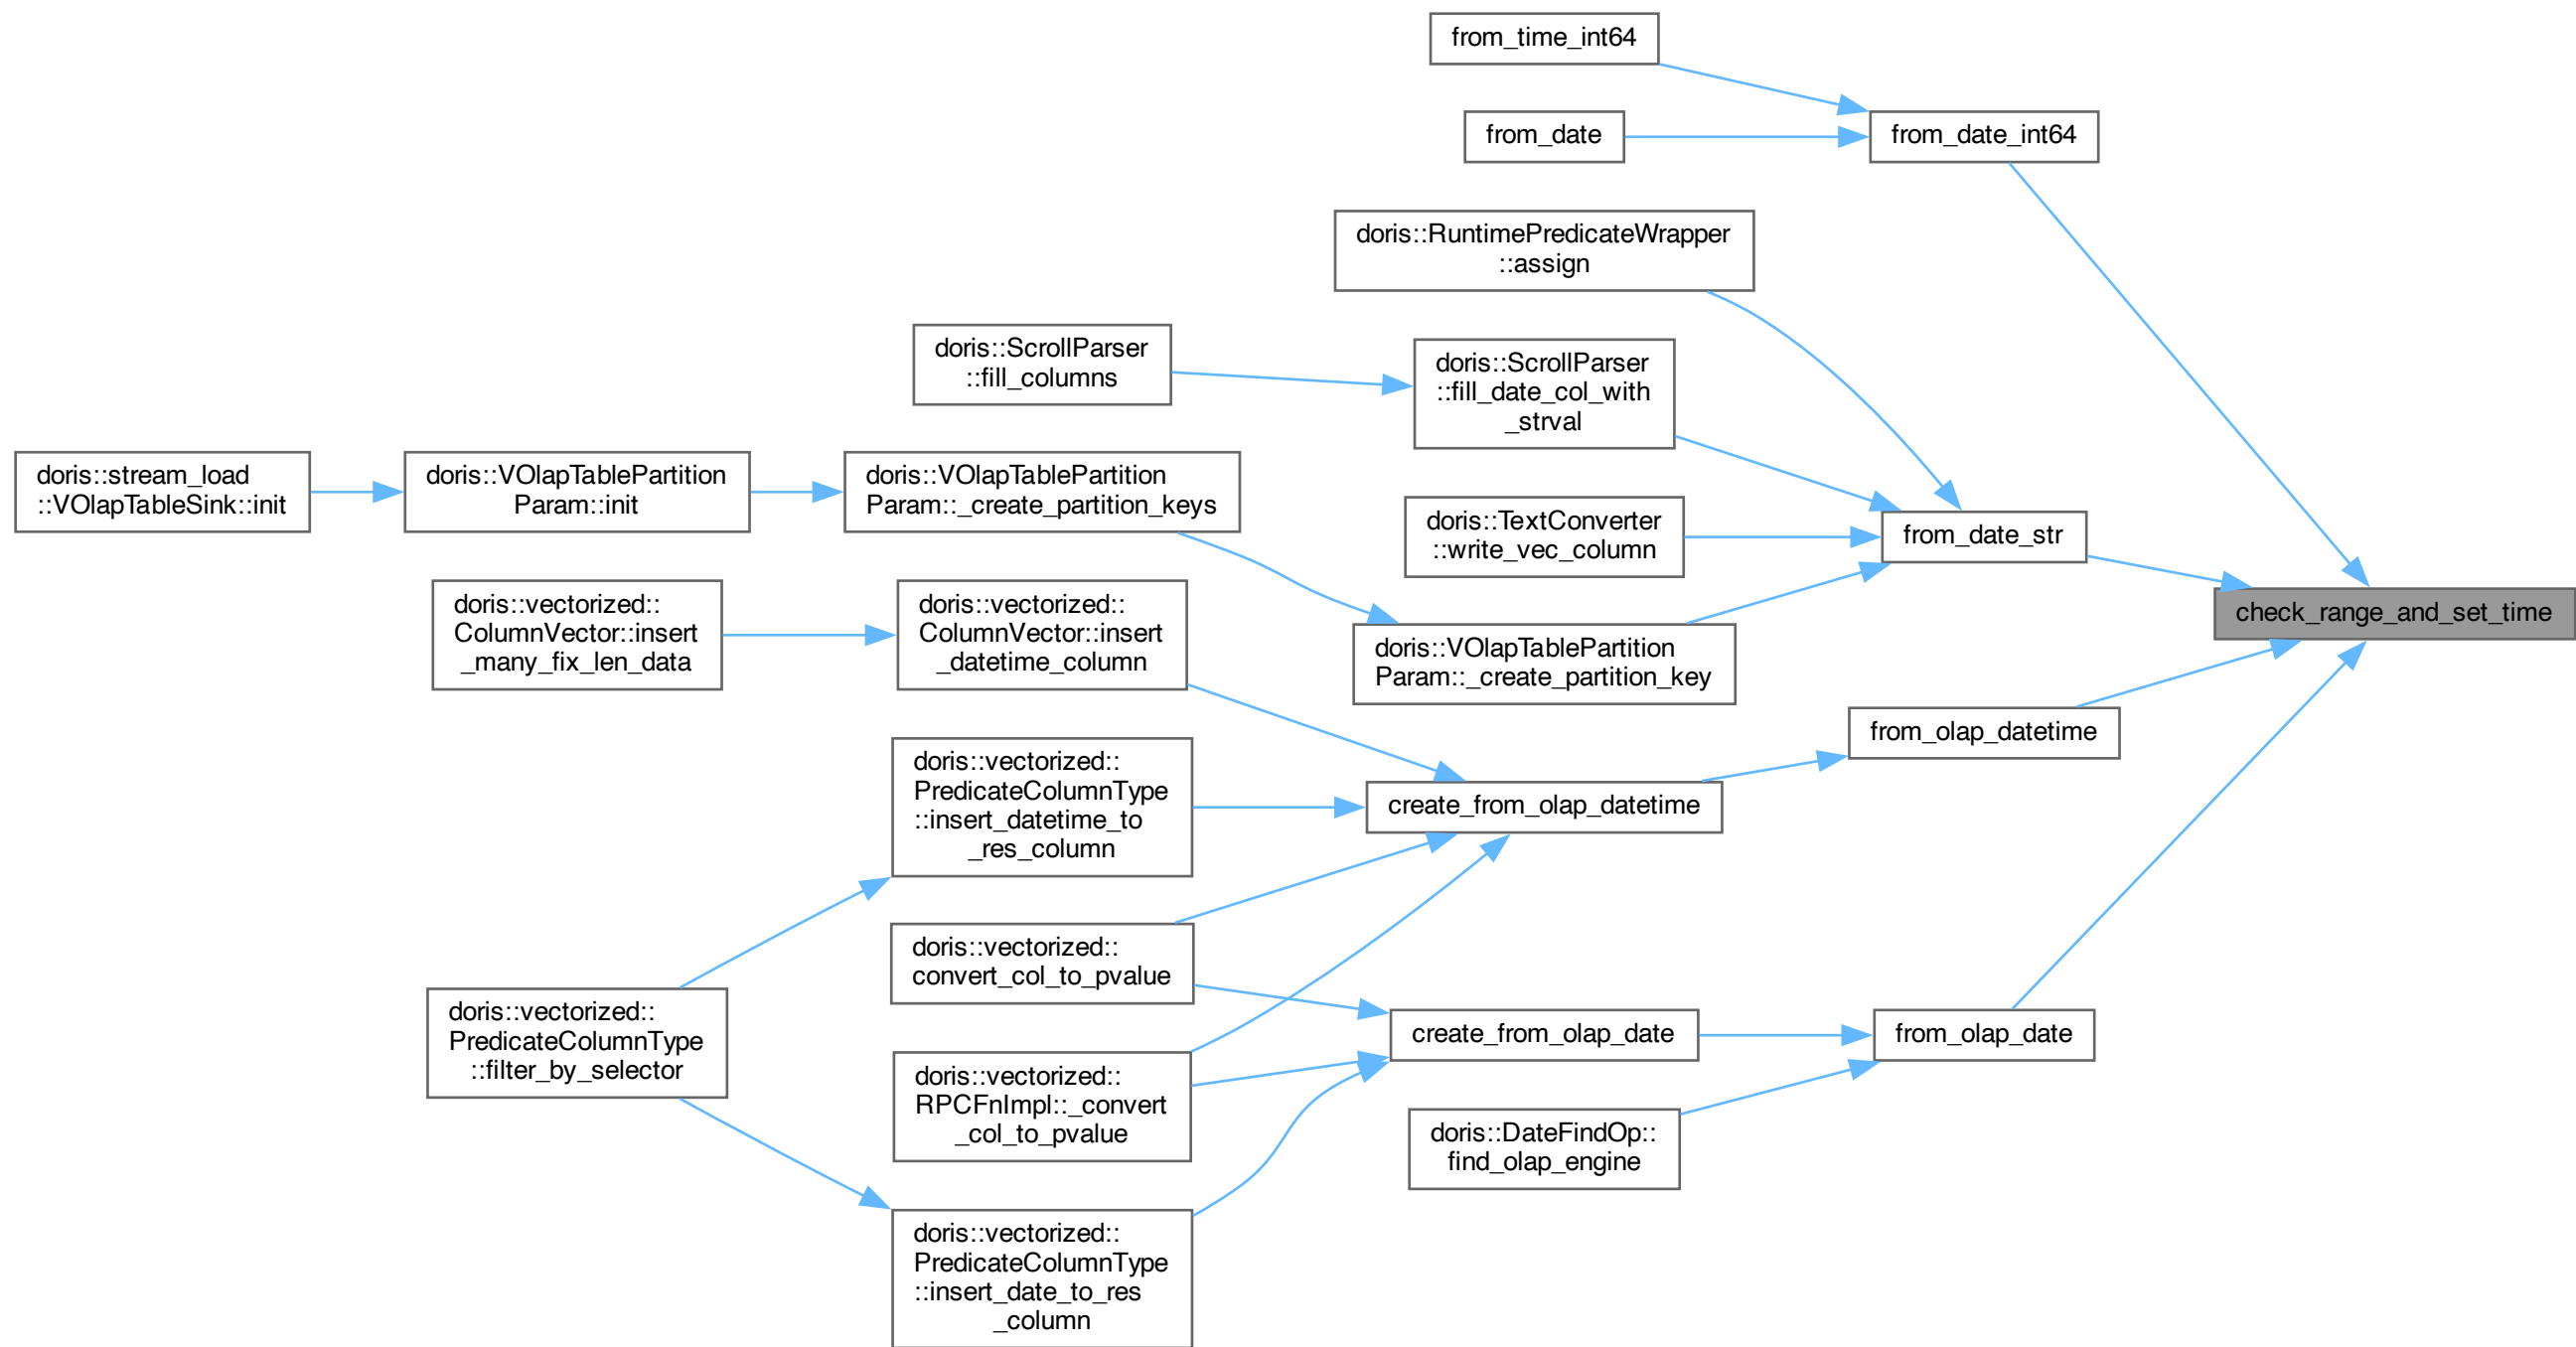 from_time_int64
from_date
from_date_int64
doris::RuntimePredicateWrapper
::assign
doris::ScrollParser
::fill_columns
doris::ScrollParser
::fill_date_col_with
_strval
doris::stream_load
::VOlapTableSink::init
doris::VOlapTablePartition
Param::init
doris::VOlapTablePartition
Param::_create_partition_keys
doris::TextConverter
::write_vec_column
from_date_str
doris::vectorized::
ColumnVector::insert
_many_fix_len_data
doris::vectorized::
ColumnVector::insert
_datetime_column
doris::VOlapTablePartition
Param::_create_partition_key
check_range_and_set_time
from_olap_datetime
doris::vectorized::
PredicateColumnType
::insert_datetime_to
_res_column
create_from_olap_datetime
doris::vectorized::
convert_col_to_pvalue
doris::vectorized::
PredicateColumnType
::filter_by_selector
create_from_olap_date
from_olap_date
doris::vectorized::
RPCFnImpl::_convert
_col_to_pvalue
doris::DateFindOp::
find_olap_engine
doris::vectorized::
PredicateColumnType
::insert_date_to_res
_column